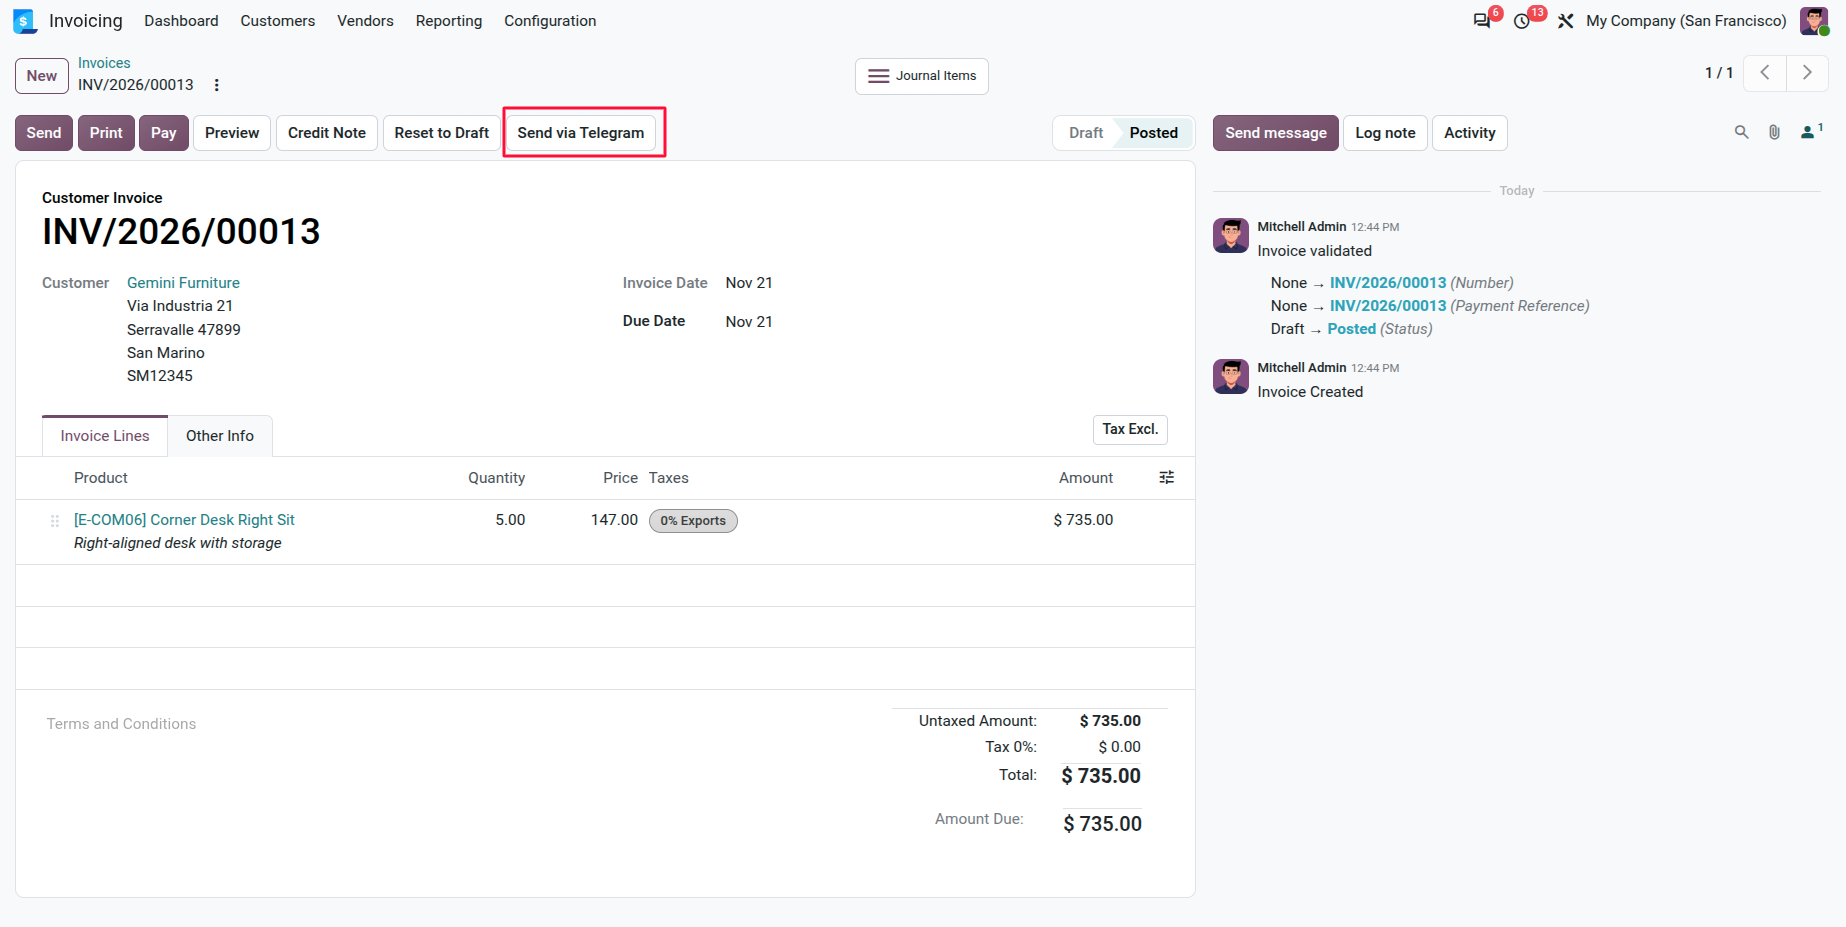 Invoicing Dashboard Customers Vendors Reporting Configuration 6 13 My Company (San Francisco)
New Invoices
INV/2026/00013
Journal Items
1 / 1
Send Print Pay Preview Credit Note Reset to Draft Send via Telegram Draft Posted
Send message Log note Activity 1
Customer Invoice
INV/2026/00013
Customer Gemini Furniture
Via Industria 21
Serravalle 47899
San Marino
SM12345
Invoice Date Nov 21
Due Date Nov 21
Invoice Lines Other Info Tax Excl.
Product Quantity Price Taxes Amount
[E-COM06] Corner Desk Right Sit 5.00 147.00 0% Exports $ 735.00
Right-aligned desk with storage
Terms and Conditions
Untaxed Amount: $ 735.00
Tax 0%: $ 0.00
Total: $ 735.00
Amount Due: $ 735.00
Today
Mitchell Admin 12:44 PM
Invoice validated
None → INV/2026/00013 (Number)
None → INV/2026/00013 (Payment Reference)
Draft → Posted (Status)
Mitchell Admin 12:44 PM
Invoice Created